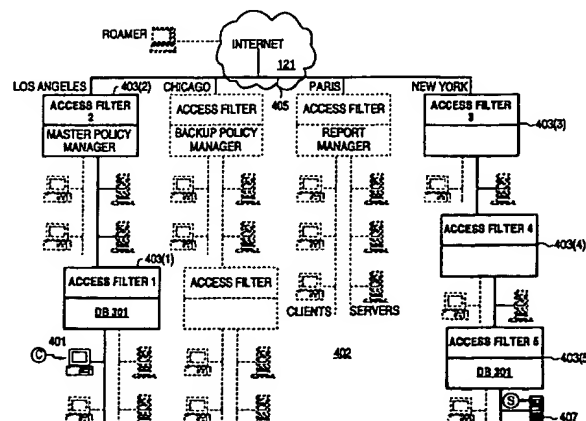 ROAMER
INTERNET
121
LOS ANGELES
403(2)
CHICAGO
405
PARIS
NEW YORK
ACCESS FILTER
2
MASTER POLICY
MANAGER
ACCESS FILTER
BACKUP POLICY
MANAGER
ACCESS FILTER
REPORT
MANAGER
ACCESS FILTER
3
403(3)
403(1)
ACCESS FILTER 4
403(4)
ACCESS FILTER 1
DB 301
ACCESS FILTER
CLIENTS
SERVERS
402
ACCESS FILTER 5
DB 301
403(5
401
C
S
407